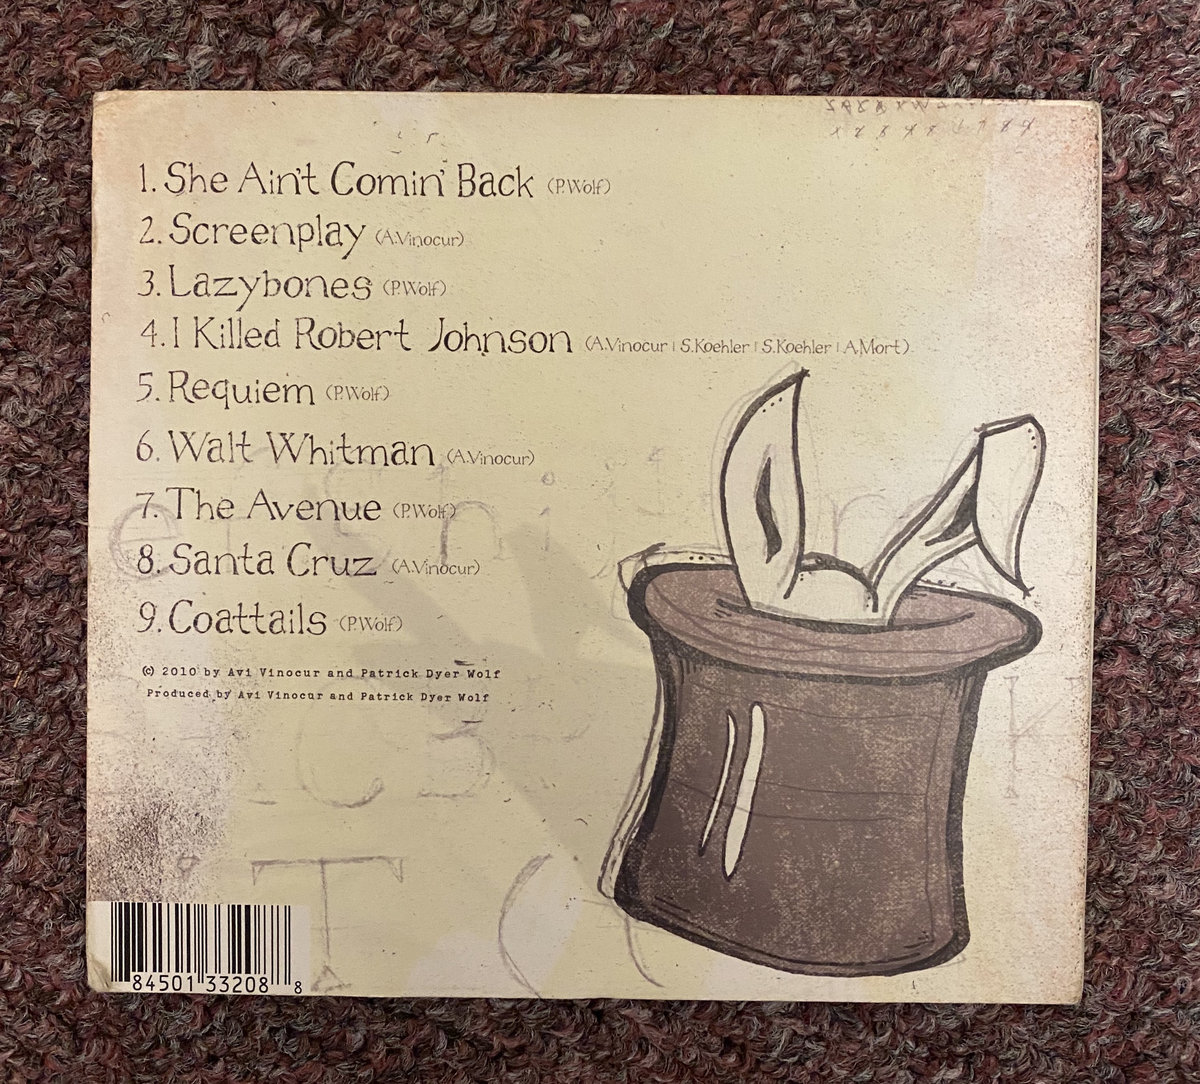 1. She Ain't Comin' Back (P.Wolf)
2. Screenplay (A.Vinocur)
3. Lazybones (P.Wolf)
4. I Killed Robert Johnson (A.Vinocur | S.Koehler | S.Koehler | A.Mort)
5. Requiem (P.Wolf)
6. Walt Whitman (A.Vinocur)
7. The Avenue (P.Wolf)
8. Santa Cruz (A.Vinocur)
9. Coattails (P.Wolf)
(c) 2010 by Avi Vinocur and Patrick Dyer Wolf
Produced by Avi Vinocur and Patrick Dyer Wolf
84501 33208 8